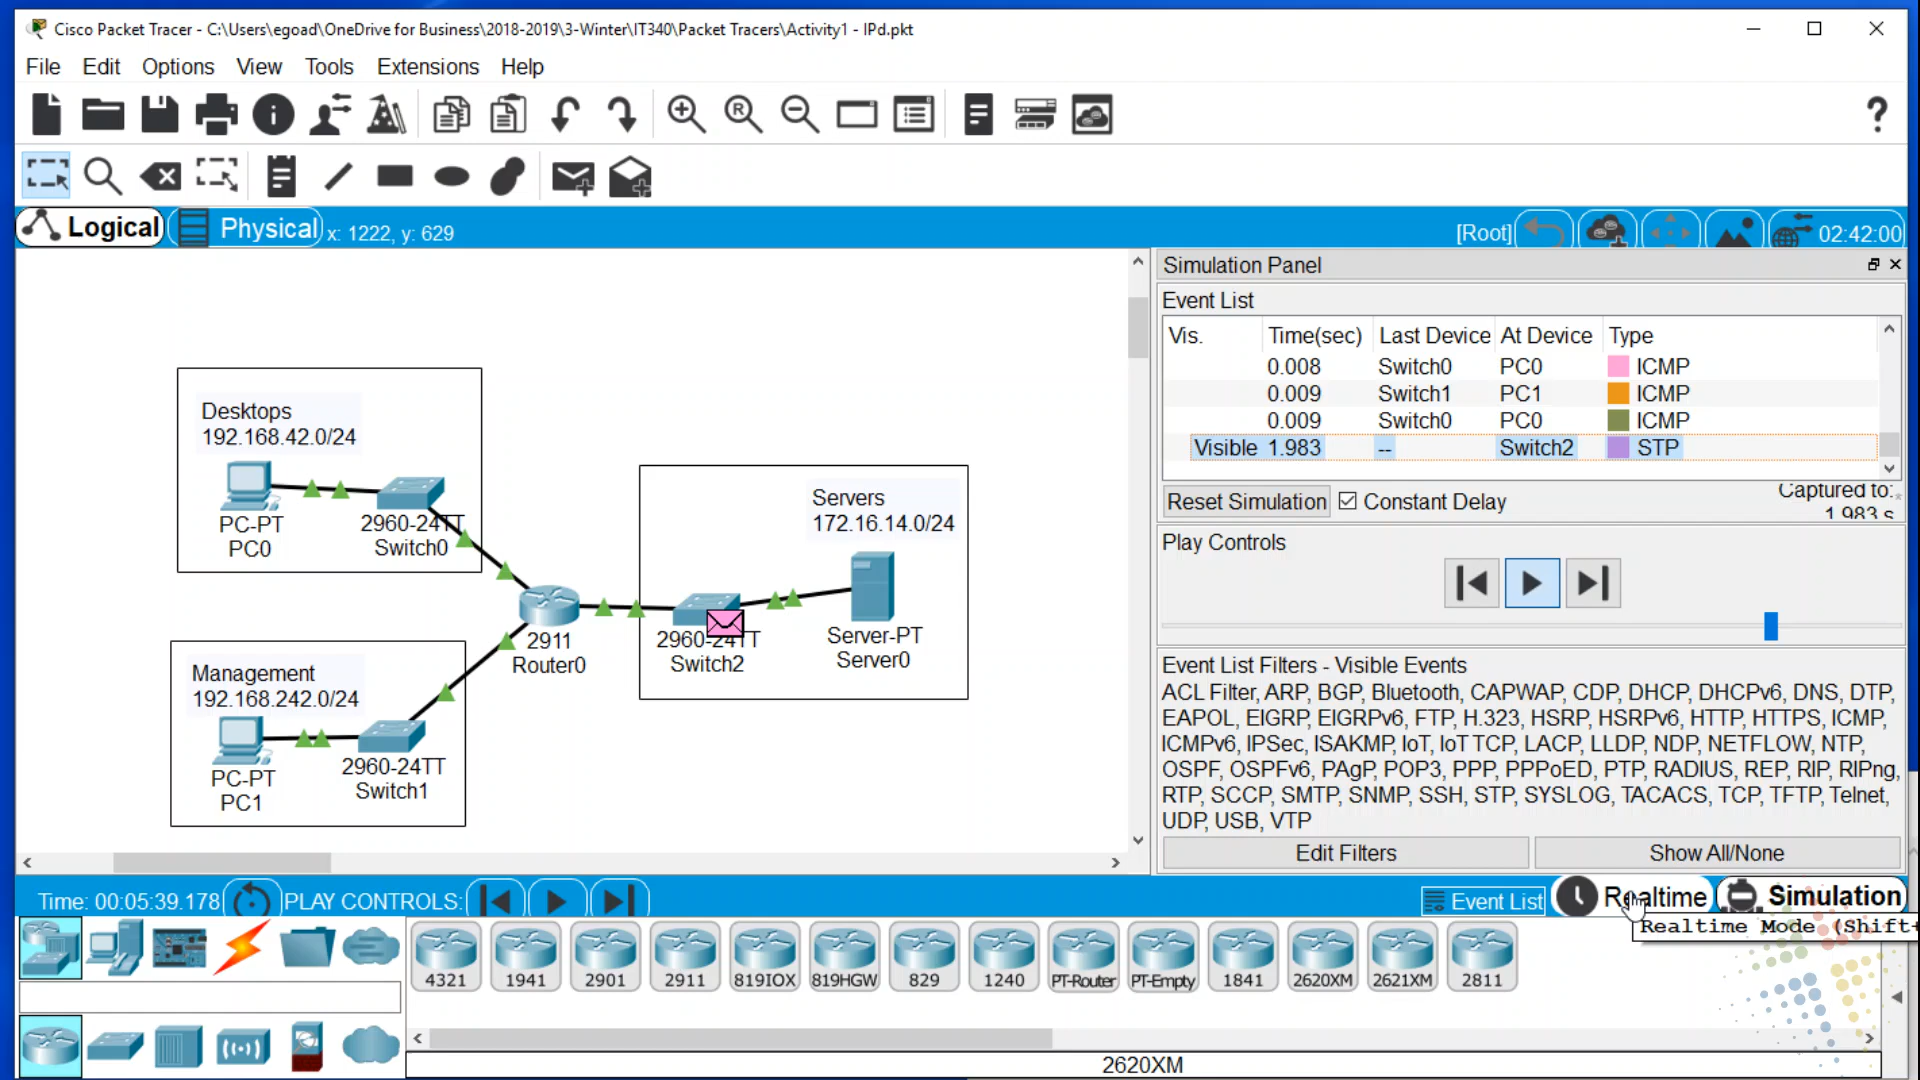 Cisco Packet Tracer - C:\Users\egoad\OneDrive for Business\2018-2019\3-Winter\IT340\Packet Tracers\Activity1 - IPd.pkt
File Edit Options View Tools Extensions Help
Logical Physical x: 1222, y: 629 [Root] 02:42:00
Simulation Panel
Event List
Vis. Time(sec) Last Device At Device Type
0.008 Switch0 PC0 ICMP
0.009 Switch1 PC1 ICMP
0.009 Switch0 PC0 ICMP
Visible 1.983 -- Switch2 STP
Reset Simulation Constant Delay Captured to:
1.983 s
Play Controls
Event List Filters - Visible Events
ACL Filter, ARP, BGP, Bluetooth, CAPWAP, CDP, DHCP, DHCPv6, DNS, DTP,
EAPOL, EIGRP, EIGRPv6, FTP, H.323, HSRP, HSRPv6, HTTP, HTTPS, ICMP,
ICMPv6, IPSec, ISAKMP, IoT, IoT TCP, LACP, LLDP, NDP, NETFLOW, NTP,
OSPF, OSPFv6, PAgP, POP3, PPP, PPPoED, PTP, RADIUS, REP, RIP, RIPng,
RTP, SCCP, SMTP, SNMP, SSH, STP, SYSLOG, TACACS, TCP, TFTP, Telnet,
UDP, USB, VTP
Edit Filters Show All/None
Desktops
192.168.42.0/24
PC-PT
PC0
2960-24TT
Switch0
Servers
172.16.14.0/24
2911
Router0
2960-24TT
Switch2
Server-PT
Server0
Management
192.168.242.0/24
PC-PT
PC1
2960-24TT
Switch1
Time: 00:05:39.178 PLAY CONTROLS: Event List Realtime Simulation
Realtime Mode (Shift+
4321 1941 2901 2911 819IOX 819HGW 829 1240 PT-Router PT-Empty 1841 2620XM 2621XM 2811
2620XM